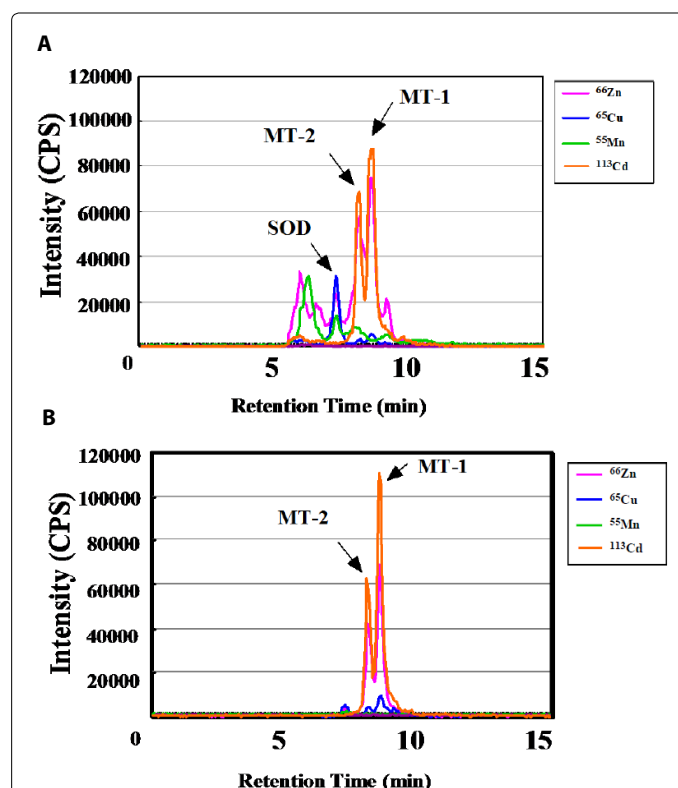 A
120000
100000
80000
60000
40000
20000
0
5
10
15
Intensity (CPS)
Retention Time (min)
MT-1
MT-2
SOD
⁶⁶Zn
⁶⁵Cu
⁵⁵Mn
¹¹³Cd
B
120000
100000
80000
60000
40000
20000
0
5
10
15
Intensity (CPS)
Retention Time (min)
MT-1
MT-2
⁶⁶Zn
⁶⁵Cu
⁵⁵Mn
¹¹³Cd